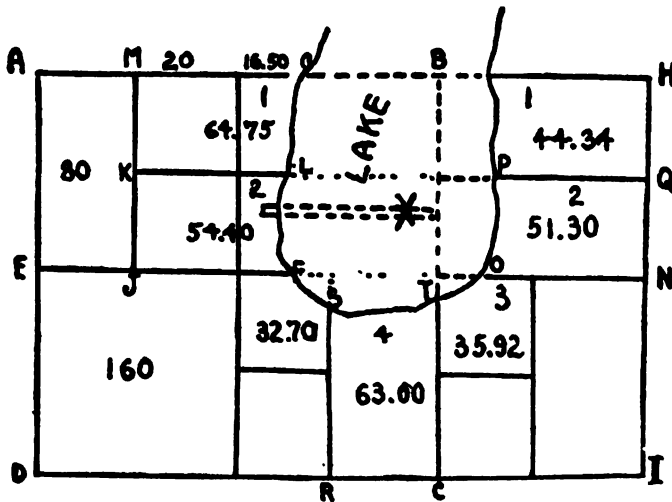 A M 20 16.50 O B H
1 1
64.75 LAKE 44.34
80 K L P Q
2 2
54.40 51.30
E J F O N
S T 3
32.70 4 35.92
160 63.00
D R C I